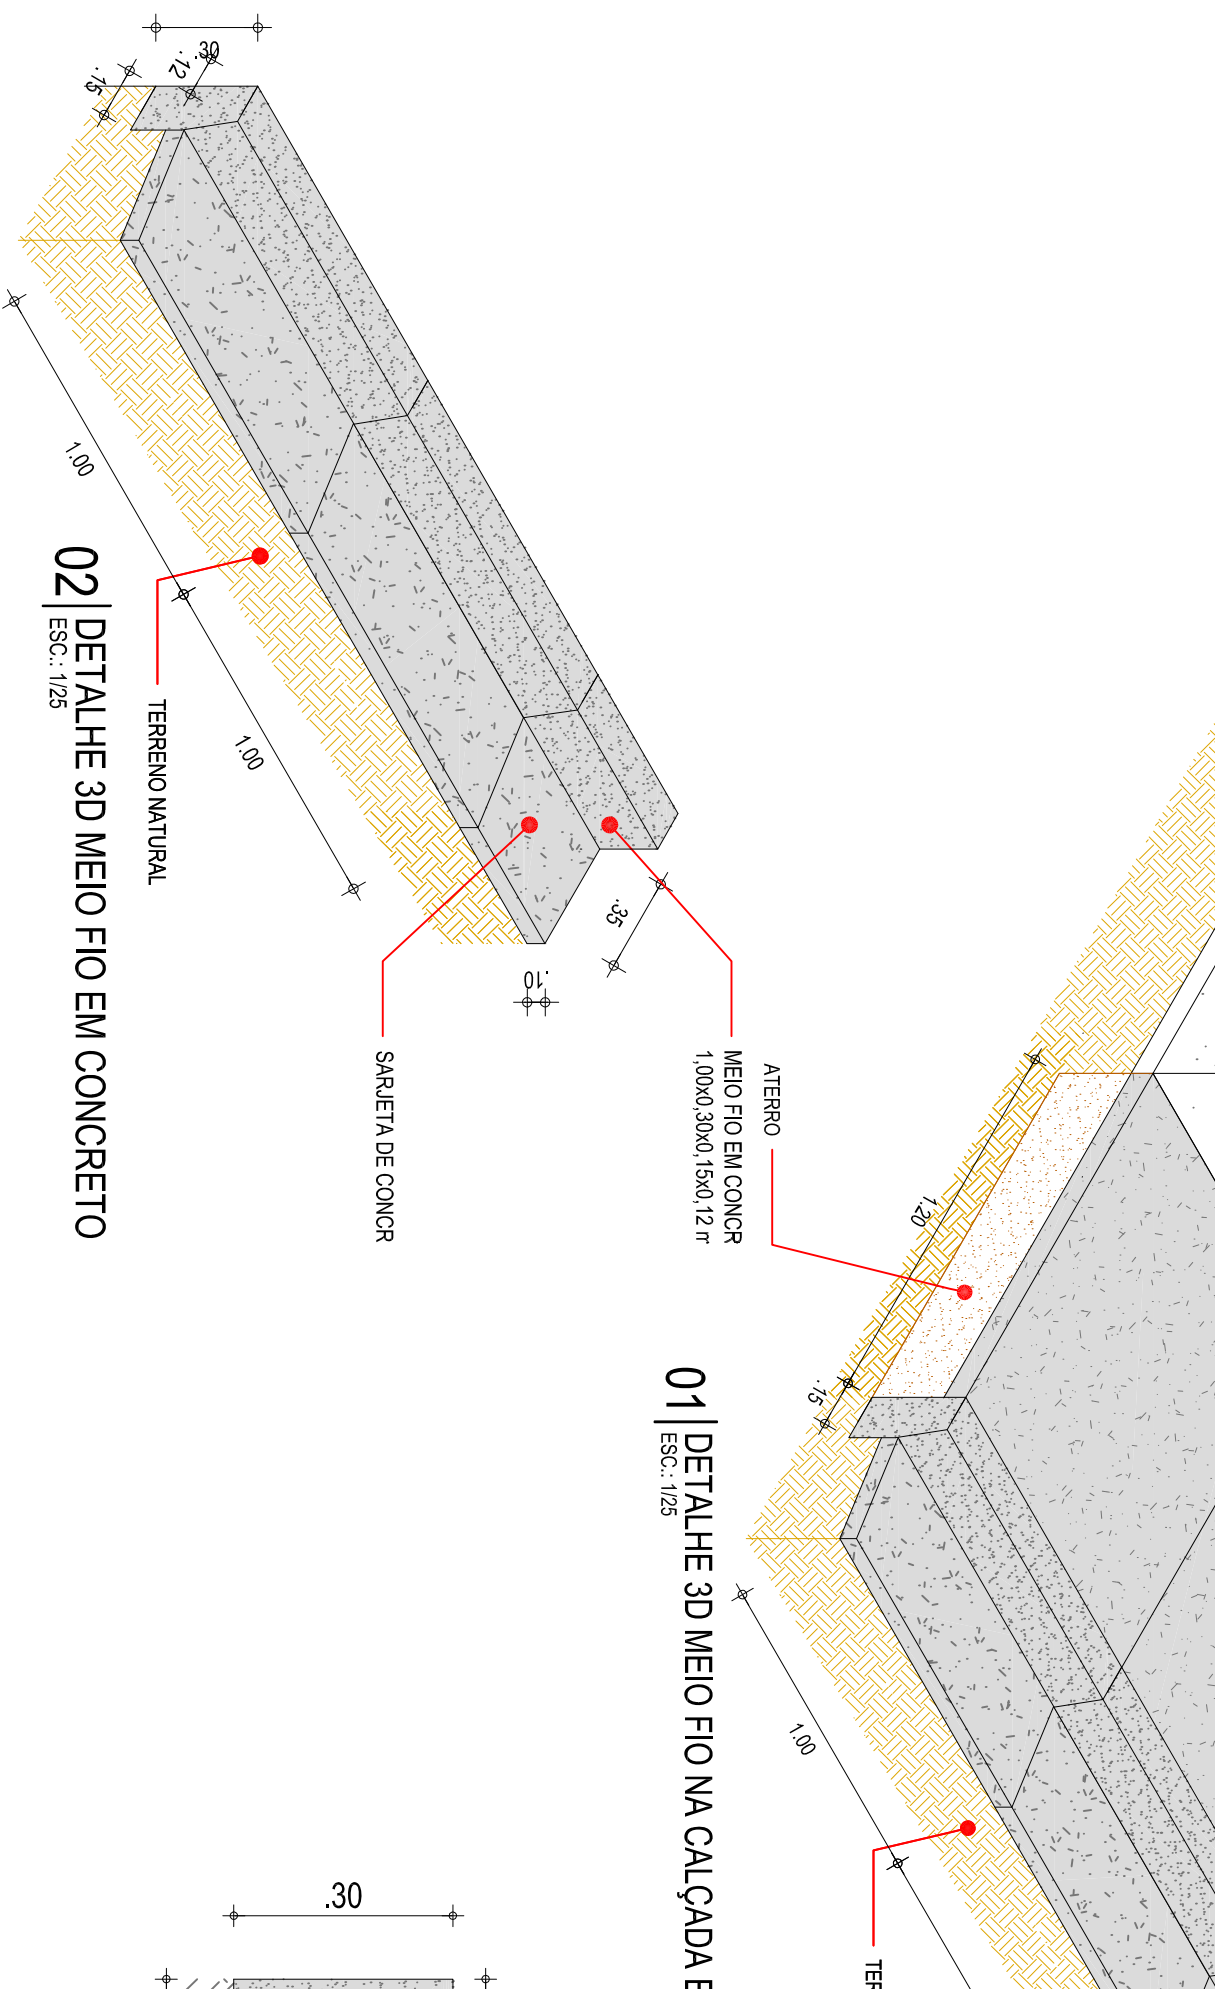 .30
.12
.15
1.00
1.00
.35
.10
TERRENO NATURAL
SARJETA DE CONCR
MEIO FIO EM CONCR
1,00x0,30x0,15x0,12 m
02
DETALHE 3D MEIO FIO EM CONCRETO
ESC.: 1/25
ATERRO
1.20
.15
1.00
TER
01
DETALHE 3D MEIO FIO NA CALÇADA E
ESC.: 1/25
.30